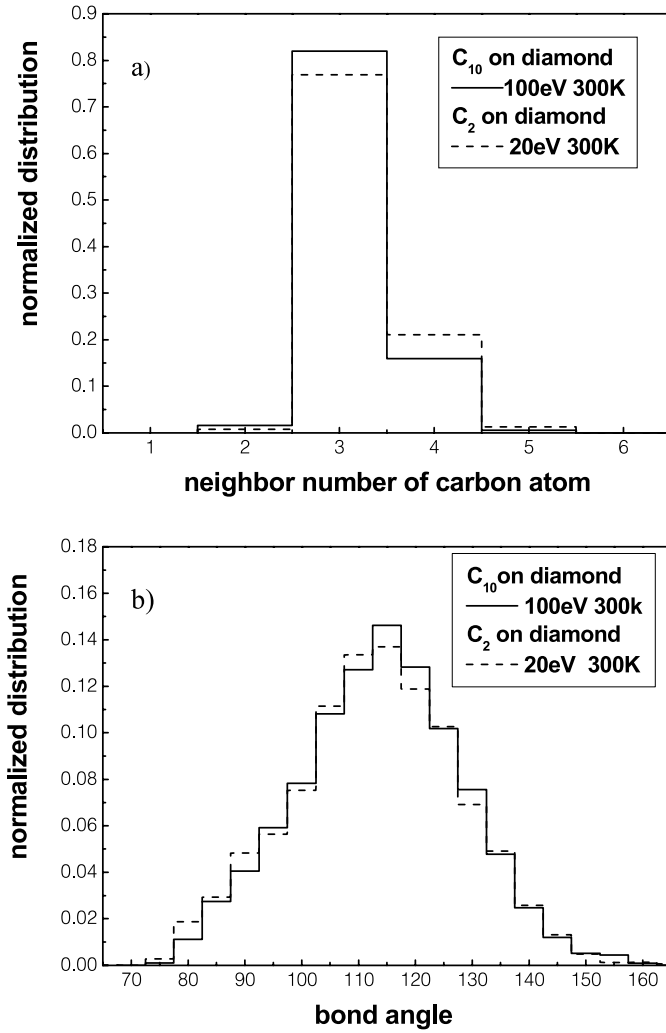 0.9
0.8
0.7
0.6
0.5
0.4
0.3
0.2
0.1
0.0
normalized distribution
a)
C10 on diamond
100eV 300K
C2 on diamond
20eV 300K
1 2 3 4 5 6
neighbor number of carbon atom
0.18
0.16
0.14
0.12
0.10
0.08
0.06
0.04
0.02
0.00
normalized distribution
b)
C10 on diamond
100eV 300k
C2 on diamond
20eV 300K
70 80 90 100 110 120 130 140 150 160
bond angle